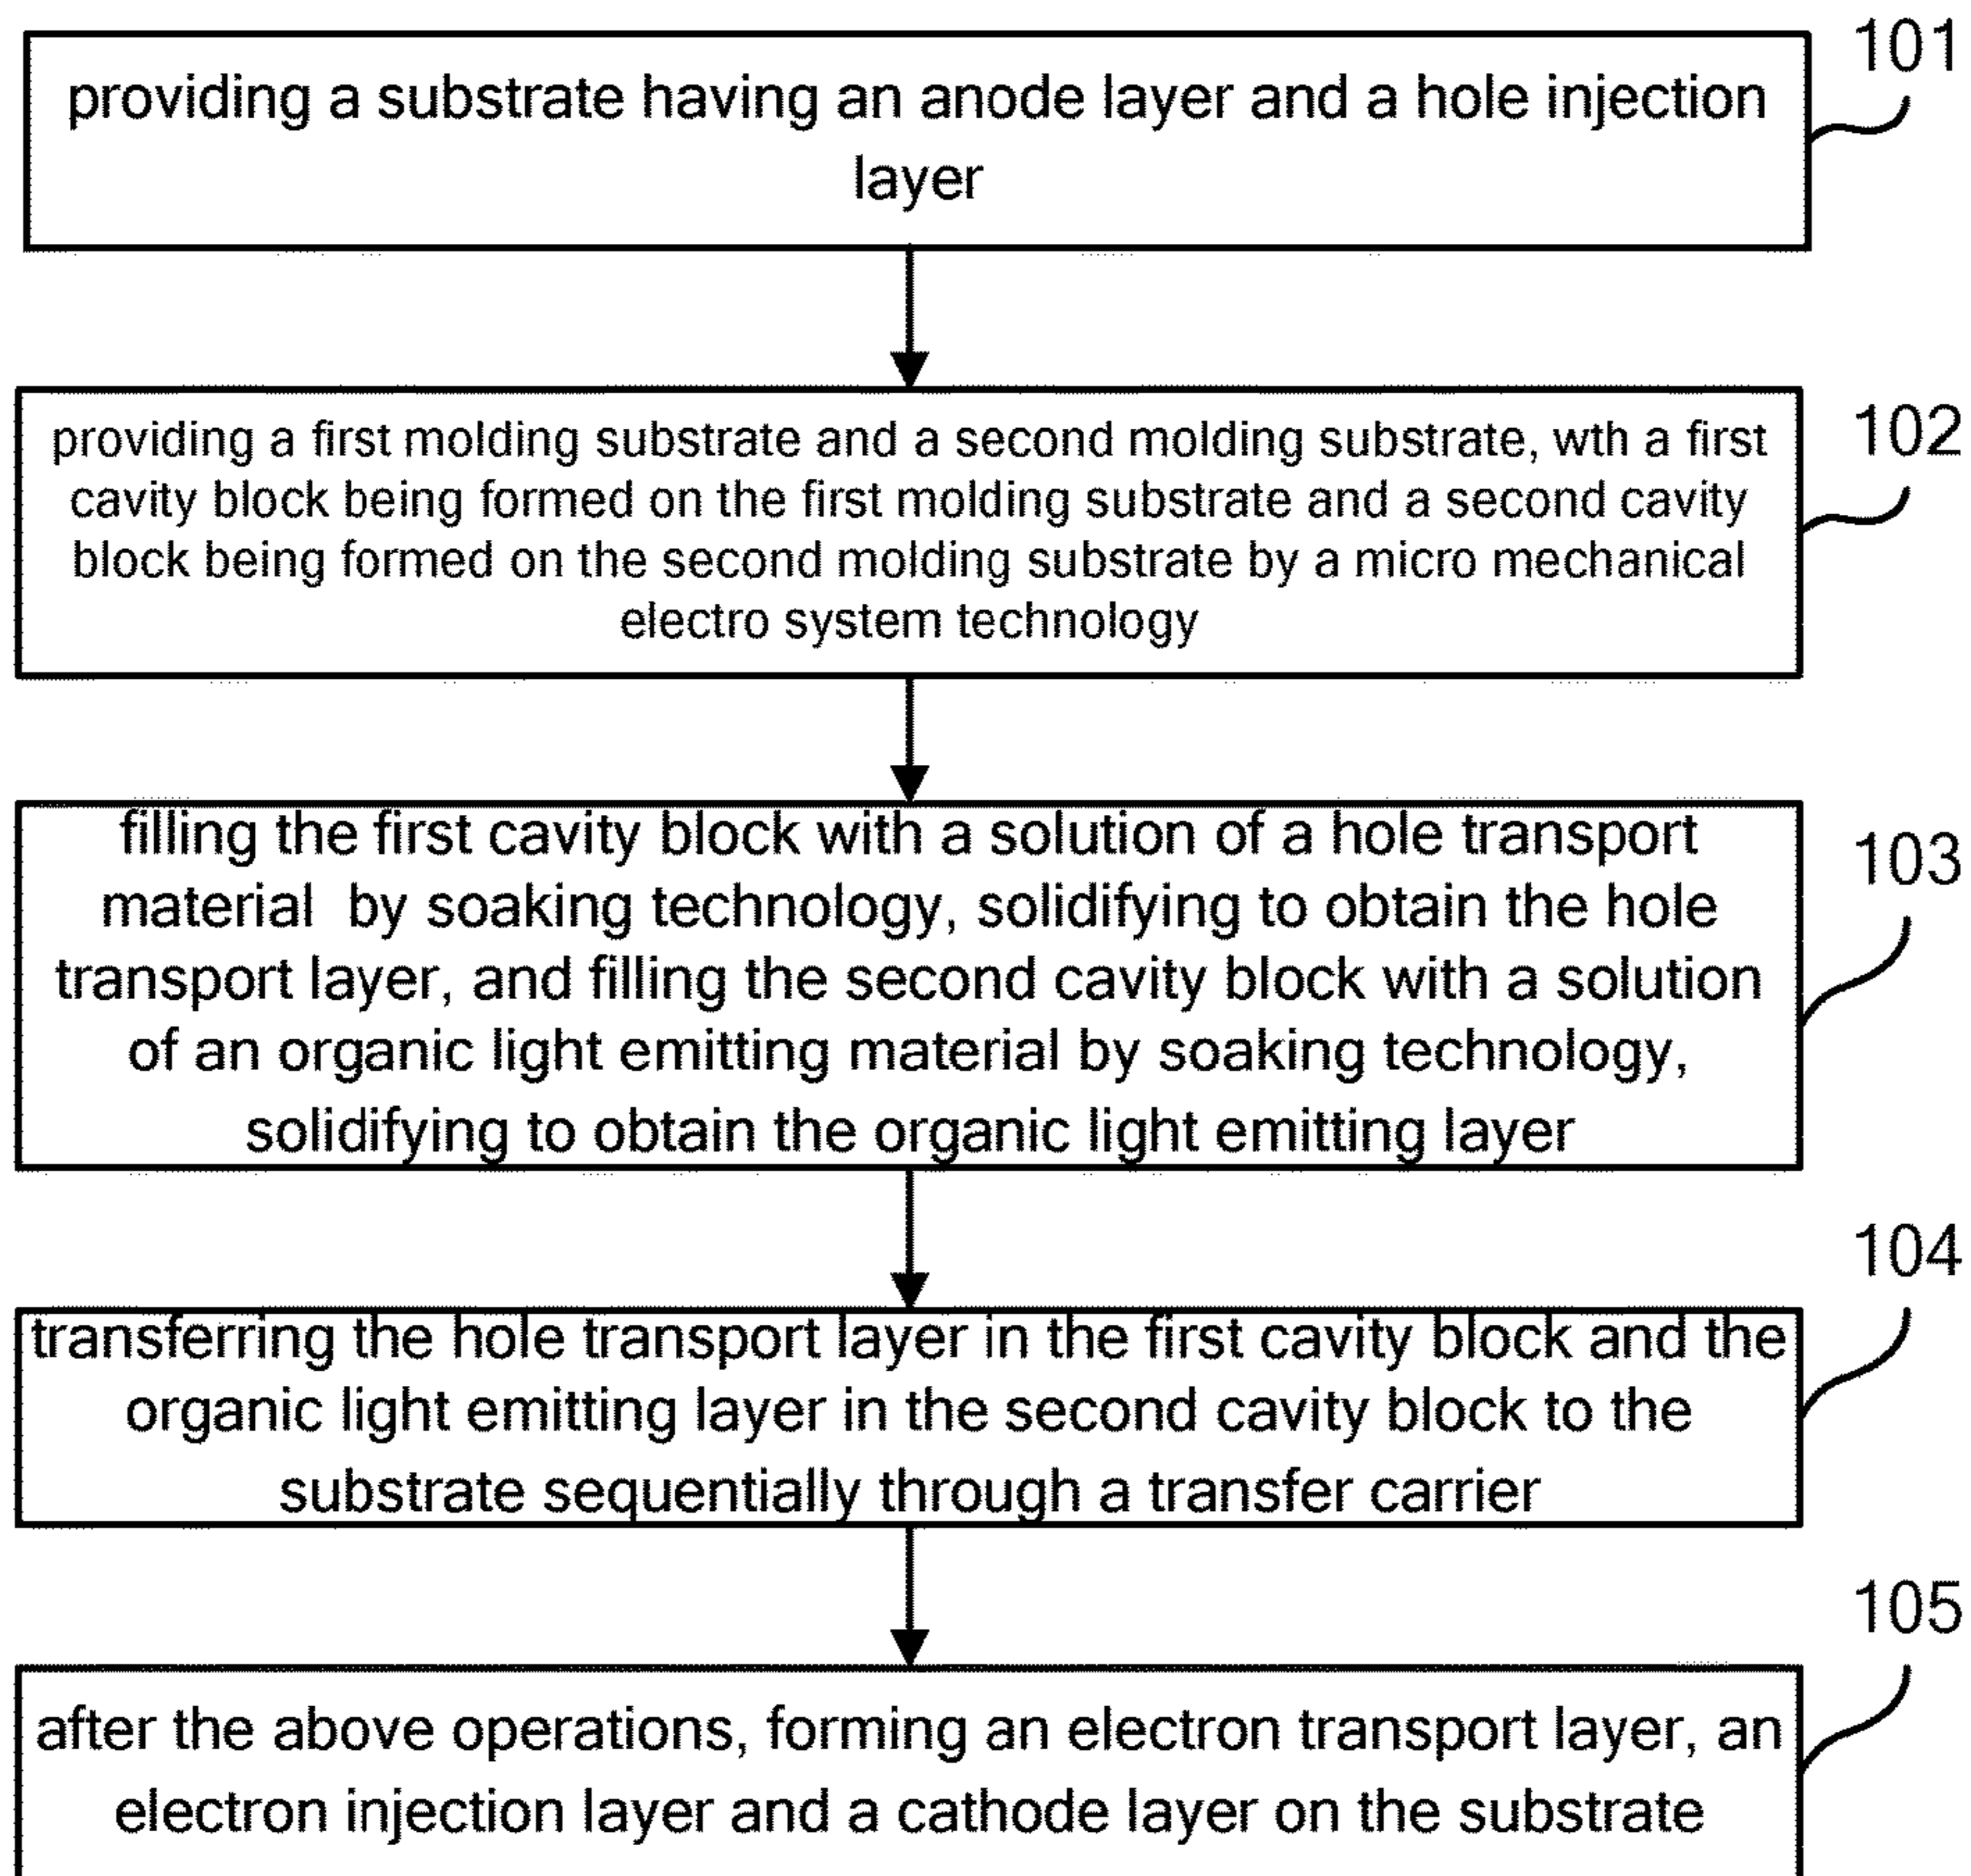 101
providing a substrate having an anode layer and a hole injection
layer
102
providing a first molding substrate and a second molding substrate, wth a first
cavity block being formed on the first molding substrate and a second cavity
block being formed on the second molding substrate by a micro mechanical
electro system technology
103
filling the first cavity block with a solution of a hole transport
material by soaking technology, solidifying to obtain the hole
transport layer, and filling the second cavity block with a solution
of an organic light emitting material by soaking technology,
solidifying to obtain the organic light emitting layer
104
transferring the hole transport layer in the first cavity block and the
organic light emitting layer in the second cavity block to the
substrate sequentially through a transfer carrier
105
after the above operations, forming an electron transport layer, an
electron injection layer and a cathode layer on the substrate